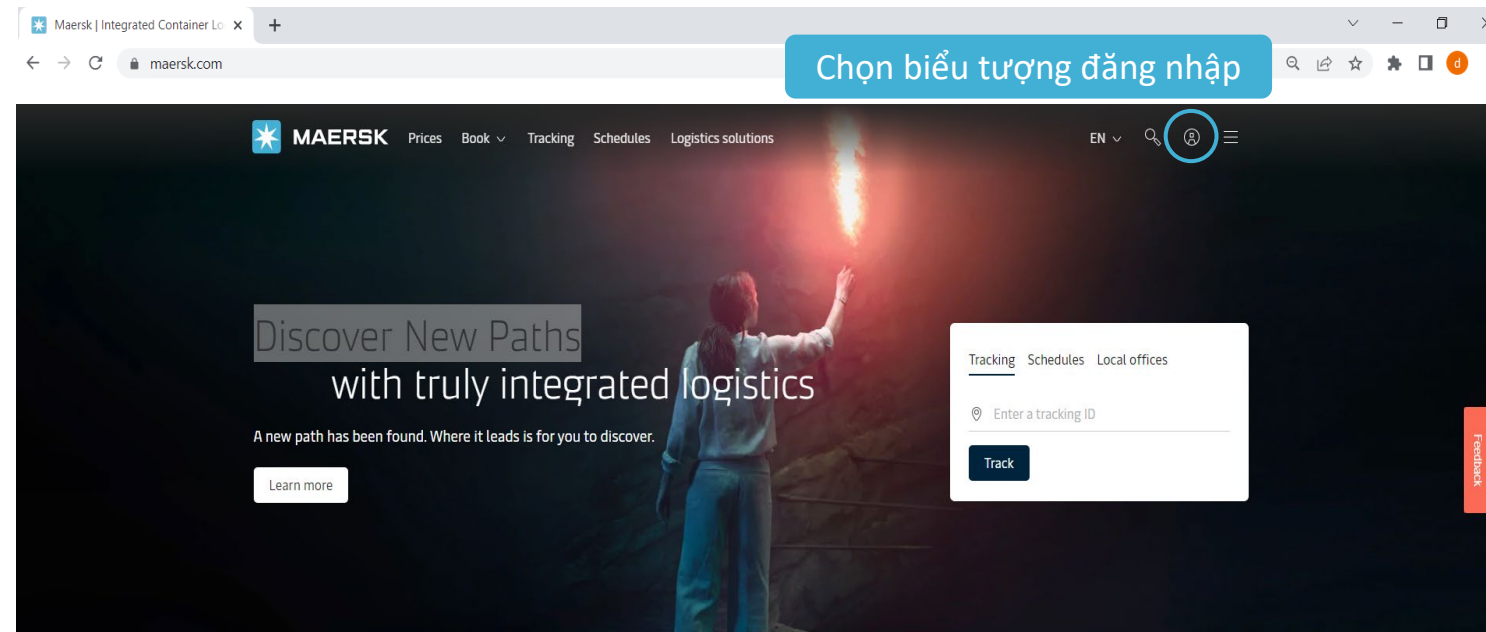 Maersk | Integrated Container Lo
maersk.com
Chọn biểu tượng đăng nhập
d
MAERSK Prices Book Tracking Schedules Logistics solutions EN
Discover New Paths
with truly integrated logistics
A new path has been found. Where it leads is for you to discover.
Learn more
Tracking Schedules Local offices
Enter a tracking ID
Track
Feedback